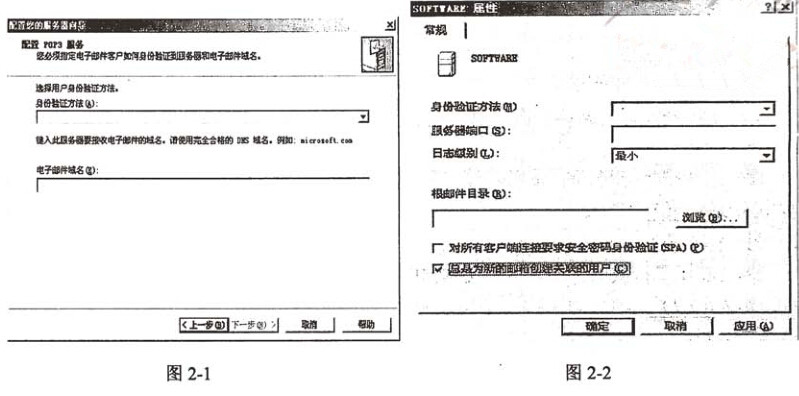 配置您的服务器向导
配置 POP3 服务
您必须指定电子邮件客户如何身份验证到服务器和电子邮件域名。
选择用户身份验证方法。
身份验证方法(A):
键入此服务器要接收电子邮件的域名。请使用完全合格的 DNS 域名。例如: microsoft.com
电子邮件域名(E):
<上一步(B)
下一步(N) >
取消
帮助
图 2-1
SOFTWARE 属性
常规
SOFTWARE
身份验证方法(M)
服务器端口(S):
日志级别(L):
最小
根邮件目录(R):
浏览(B)...
对所有客户端连接要求安全密码身份验证(SPA)(P)
总是为新的邮箱创建关联的用户(C)
确定
取消
应用(A)
图 2-2